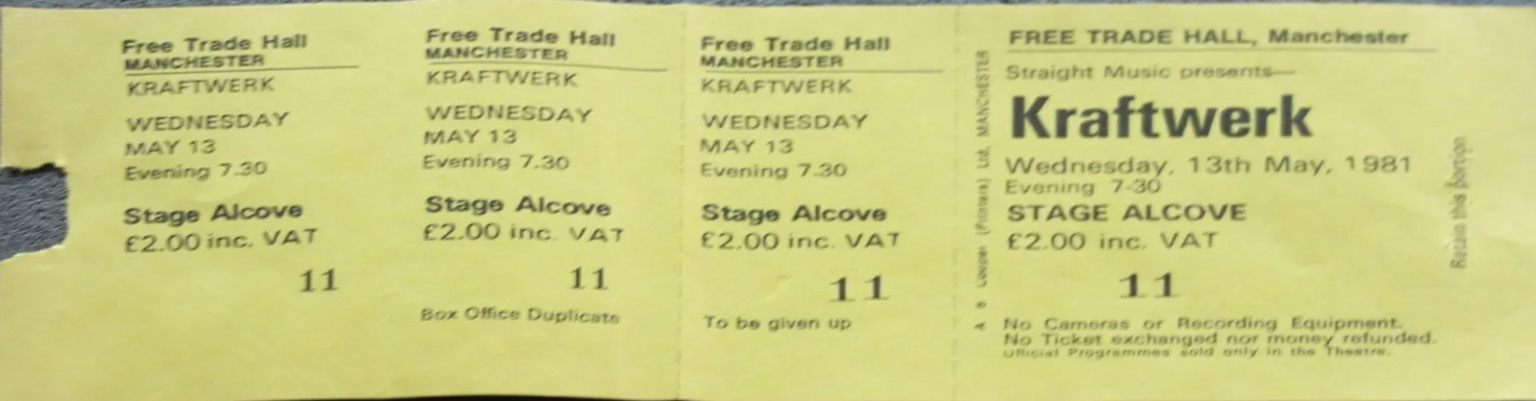 Free Trade Hall
MANCHESTER
KRAFTWERK
WEDNESDAY
MAY 13
Evening 7.30
Stage Alcove
£2.00 inc. VAT
11
Free Trade Hall
MANCHESTER
KRAFTWERK
WEDNESDAY
MAY 13
Evening 7.30
Stage Alcove
£2.00 inc. VAT
11
Box Office Duplicate
Free Trade Hall
MANCHESTER
KRAFTWERK
WEDNESDAY
MAY 13
Evening 7.30
Stage Alcove
£2.00 inc. VAT
11
To be given up
(Printers) Ltd, MANCHESTER
FREE TRADE HALL, Manchester
Straight Music presents—
Kraftwerk
Wednesday, 13th May, 1981
Evening 7-30
STAGE ALCOVE
£2.00 inc. VAT
11
No Cameras or Recording Equipment.
No Ticket exchanged nor money refunded.
Official Programmes sold only in the Theatre.
Retain this portion